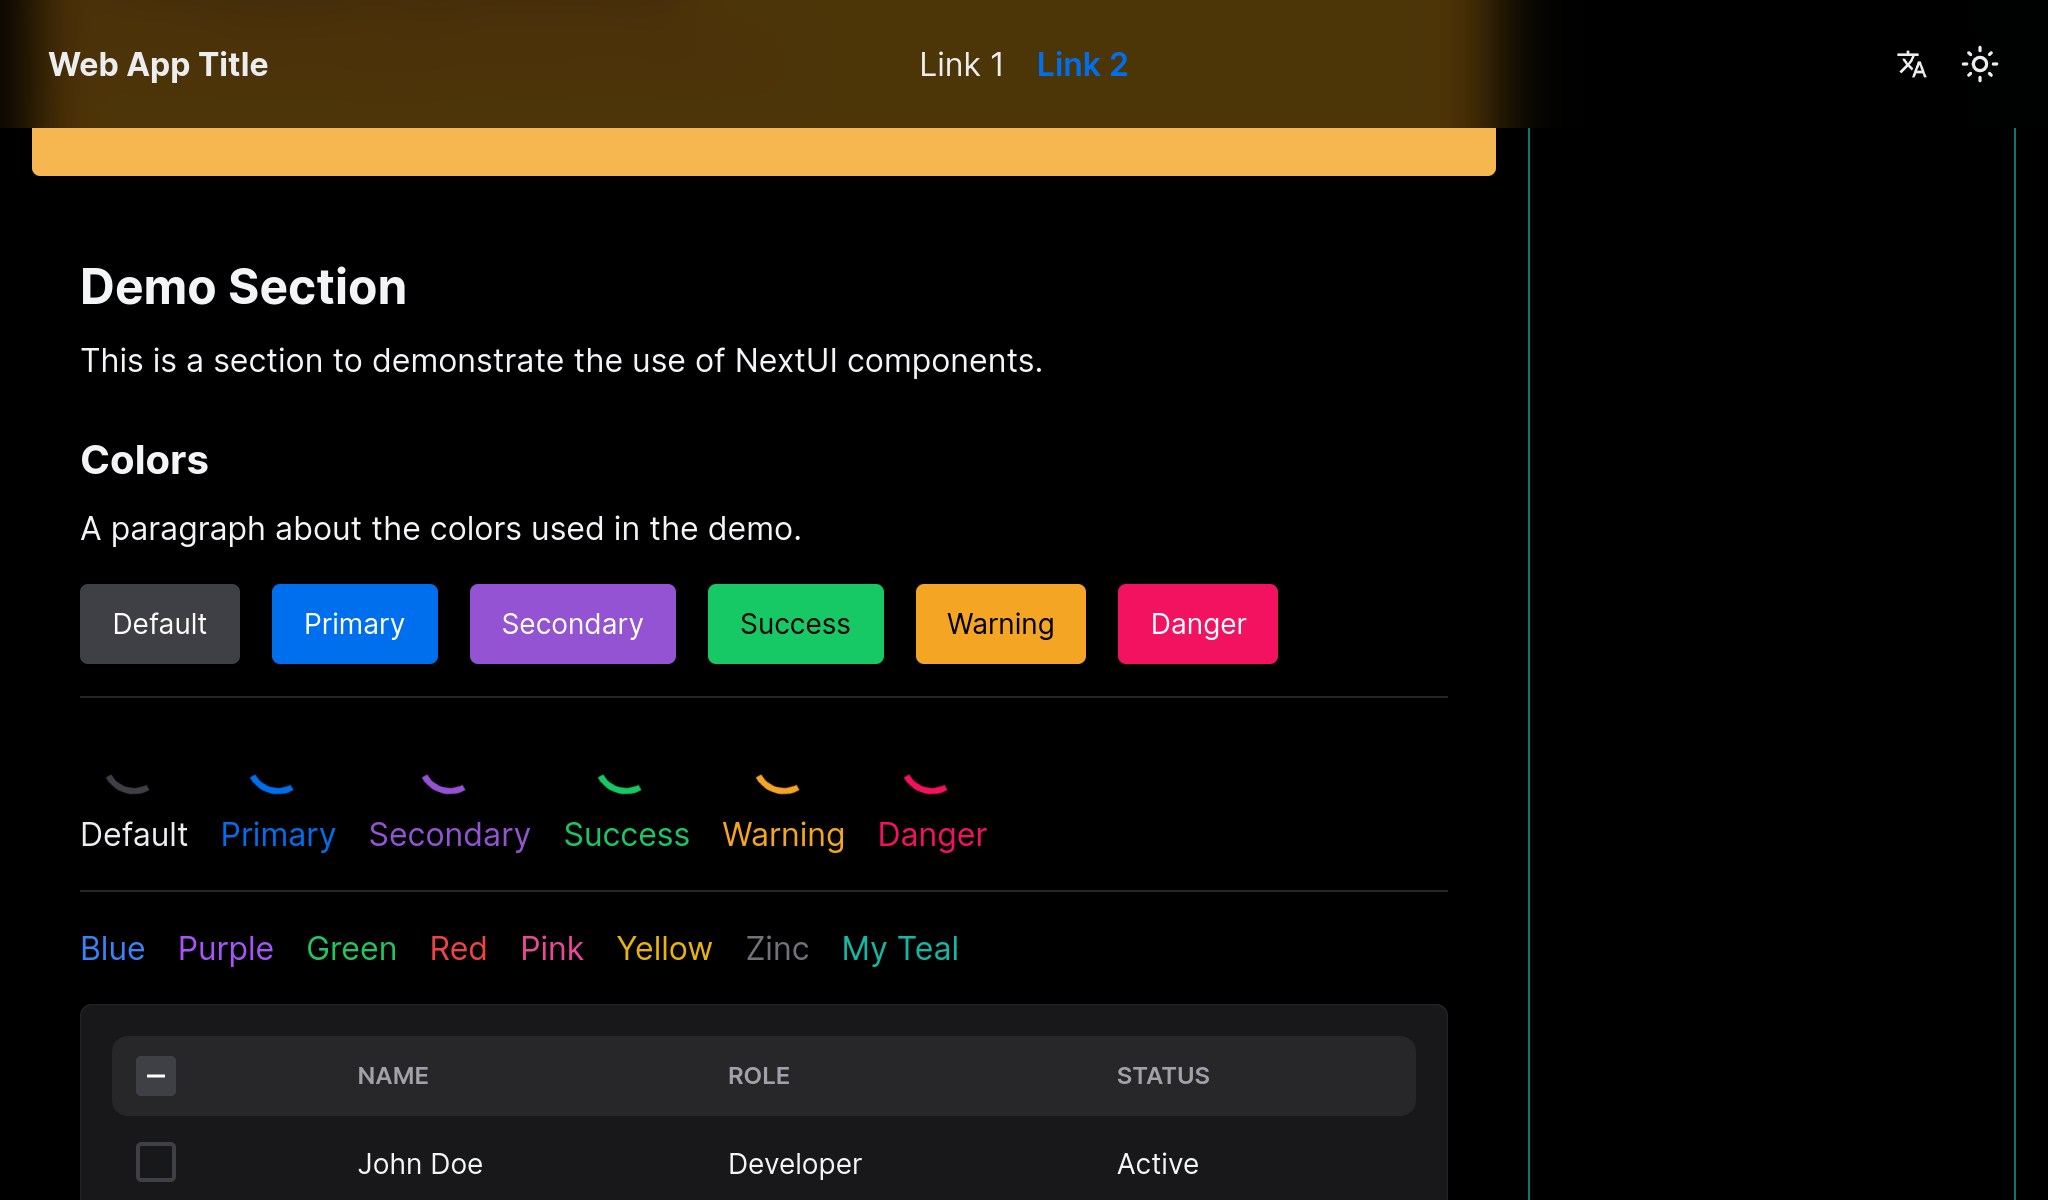 Web App Title Link 1 Link 2
Demo Section
This is a section to demonstrate the use of NextUI components.
Colors
A paragraph about the colors used in the demo.
Default Primary Secondary Success Warning Danger
Default Primary Secondary Success Warning Danger
Blue Purple Green Red Pink Yellow Zinc My Teal
NAME ROLE STATUS
John Doe Developer Active